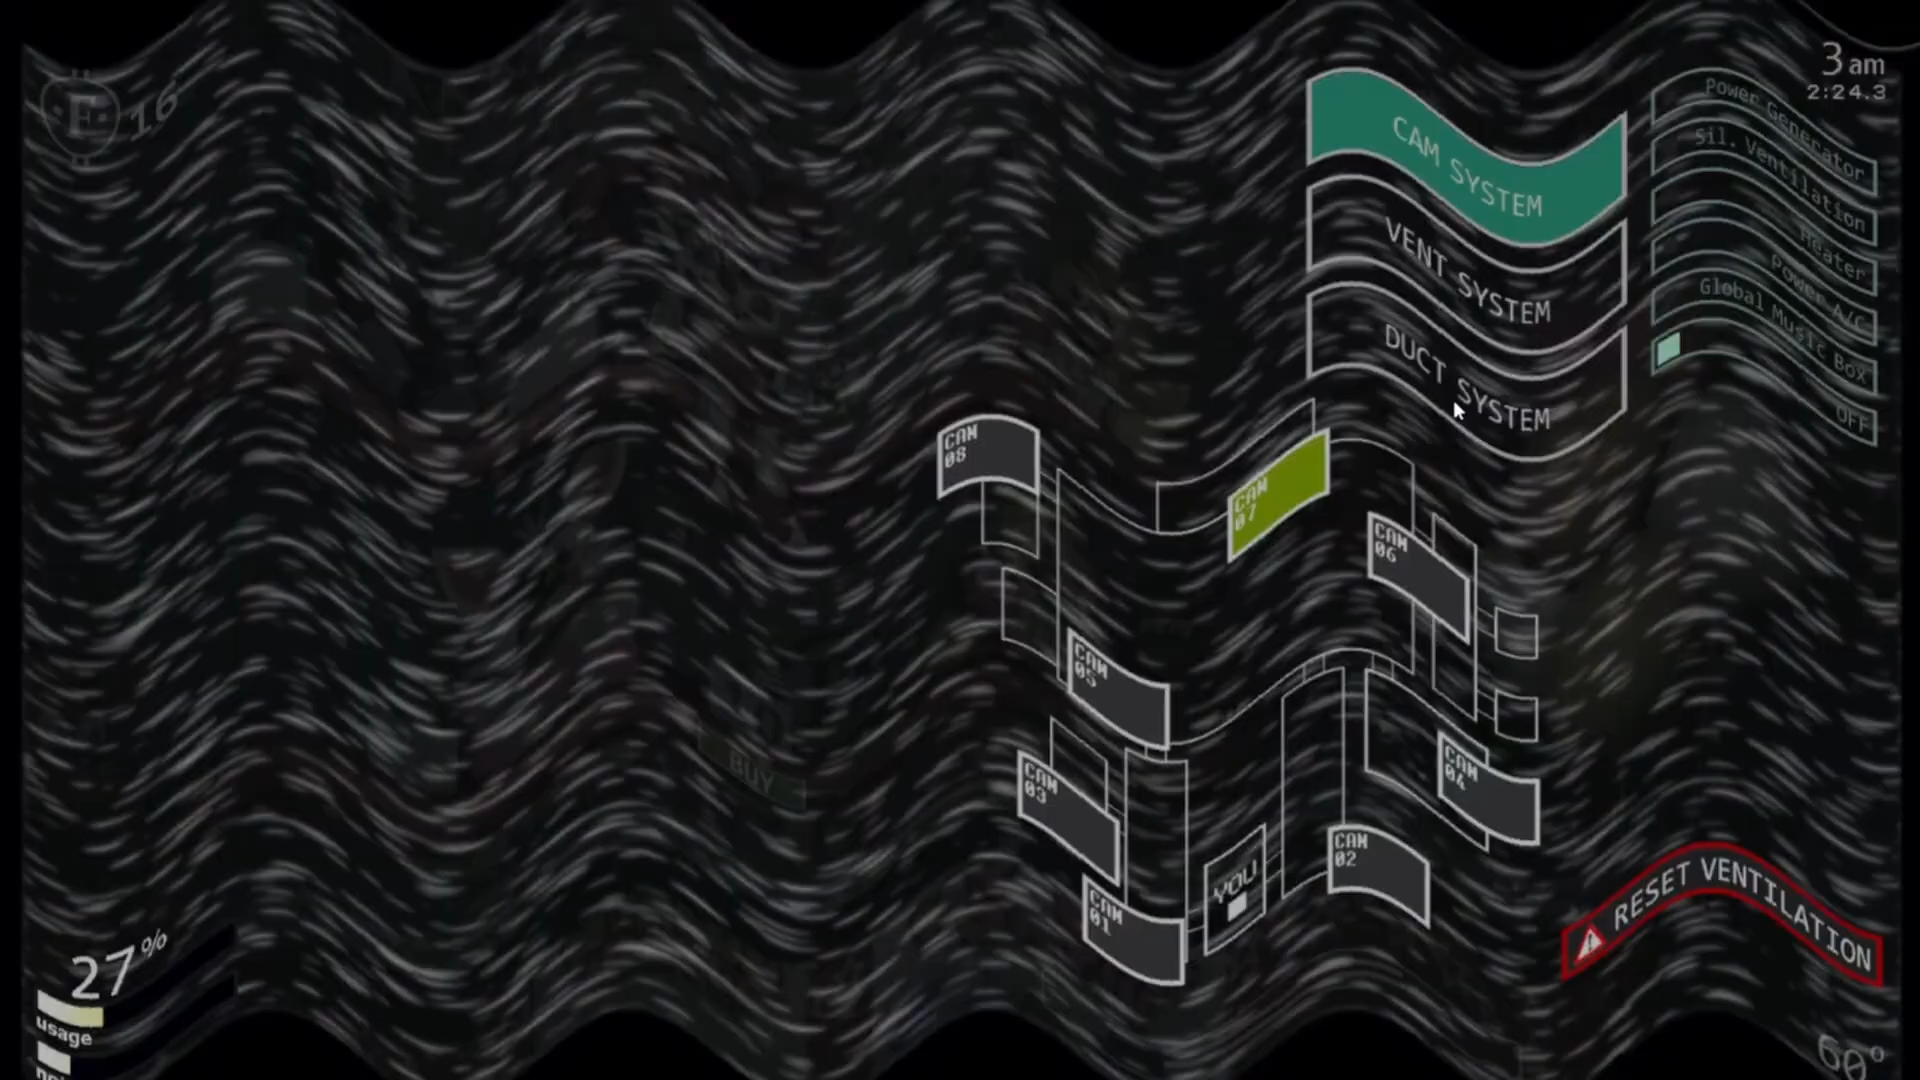 3 am
2:24.3
E 16
Power Generator
Sil. Ventilation
Heater
Power A/C
Global Music Box
OFF
CAM SYSTEM
VENT SYSTEM
DUCT SYSTEM
CAM
08
CAM
07
CAM
06
CAM
05
CAM
04
CAM
03
CAM
02
CAM
01
YOU
BUY
RESET VENTILATION
27%
usage
60°